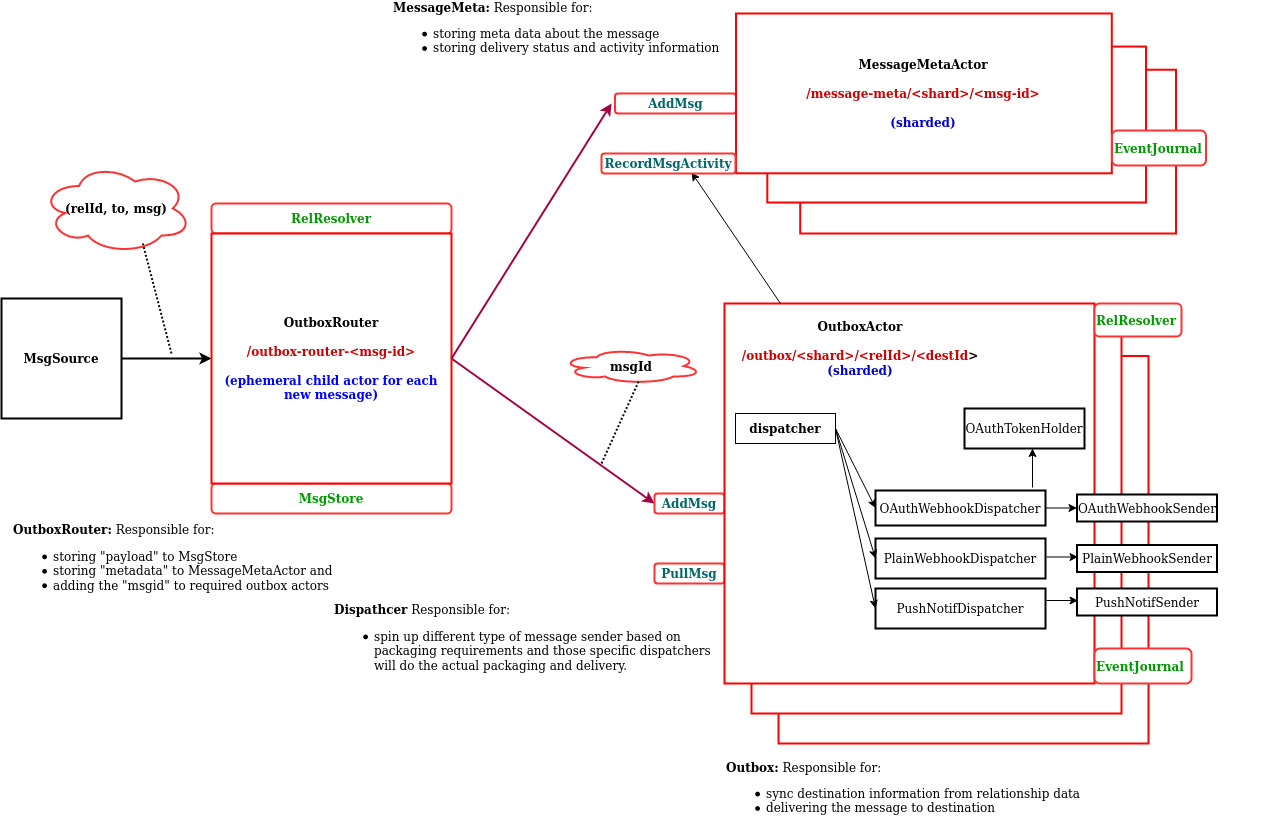 MessageMeta: Responsible for:
• storing meta data about the message
• storing delivery status and activity information
MessageMetaActor
/message-meta/<shard>/<msg-id>
(sharded)
AddMsg
RecordMsgActivity
EventJournal
(relId, to, msg)
MsgSource
RelResolver
OutboxRouter
/outbox-router-<msg-id>
(ephemeral child actor for each
new message)
MsgStore
msgId
OutboxRouter: Responsible for:
• storing "payload" to MsgStore
• storing "metadata" to MessageMetaActor and
• adding the "msgid" to required outbox actors
Dispathcer Responsible for:
• spin up different type of message sender based on
packaging requirements and those specific dispatchers
will do the actual packaging and delivery.
OutboxActor
/outbox/<shard>/<relId>/<destId>
(sharded)
RelResolver
dispatcher
OAuthTokenHolder
AddMsg
PullMsg
OAuthWebhookDispatcher
OAuthWebhookSender
PlainWebhookDispatcher
PlainWebhookSender
PushNotifDispatcher
PushNotifSender
EventJournal
Outbox: Responsible for:
• sync destination information from relationship data
• delivering the message to destination